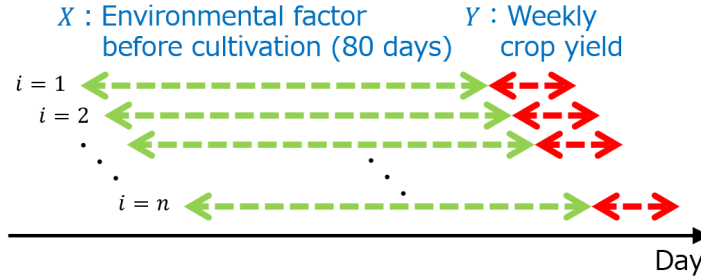 X : Environmental factor
before cultivation (80 days)
Y : Weekly
crop yield
i = 1
i = 2
i = n
Day